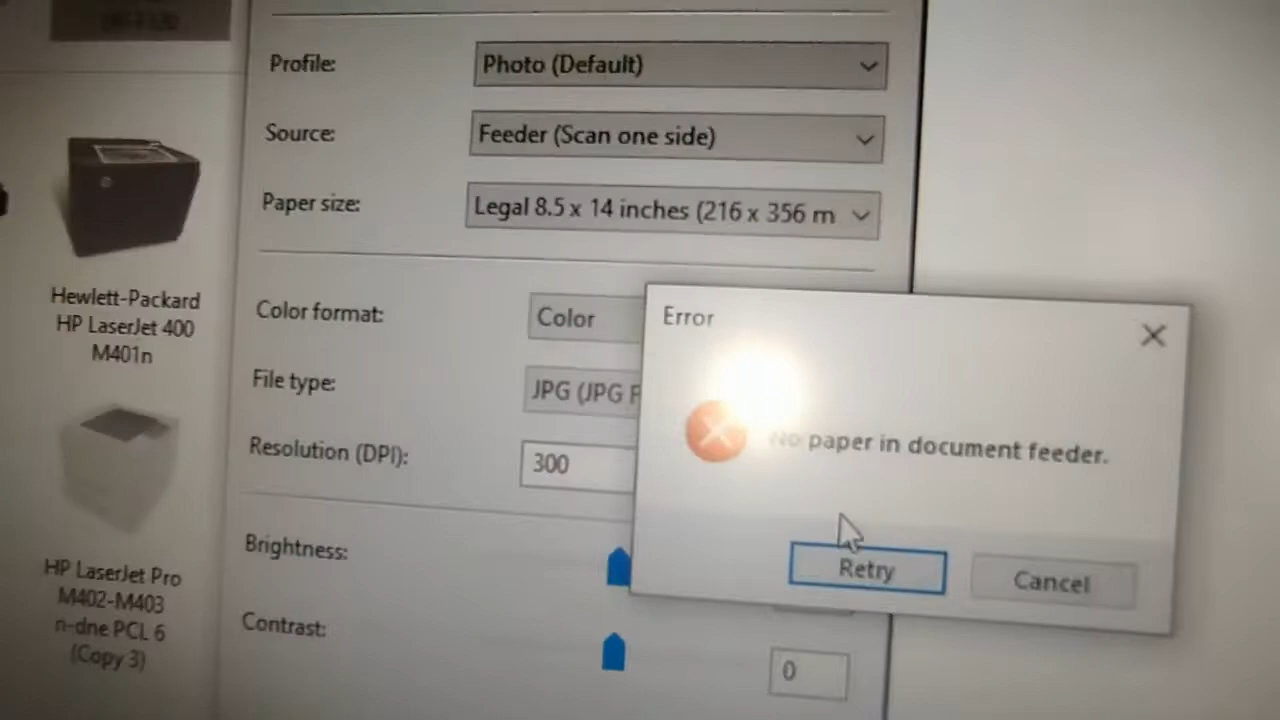 Profile:
Photo (Default)
Source:
Feeder (Scan one side)
Paper size:
Legal 8.5 x 14 inches (216 x 356 m
Hewlett-Packard
HP LaserJet 400
M401n
Color format:
Color
File type:
JPG (JPG F
Resolution (DPI):
300
Error
No paper in document feeder.
Retry
Cancel
HP LaserJet Pro
M402-M403
n-dne PCL 6
(Copy 3)
Brightness:
Contrast:
0